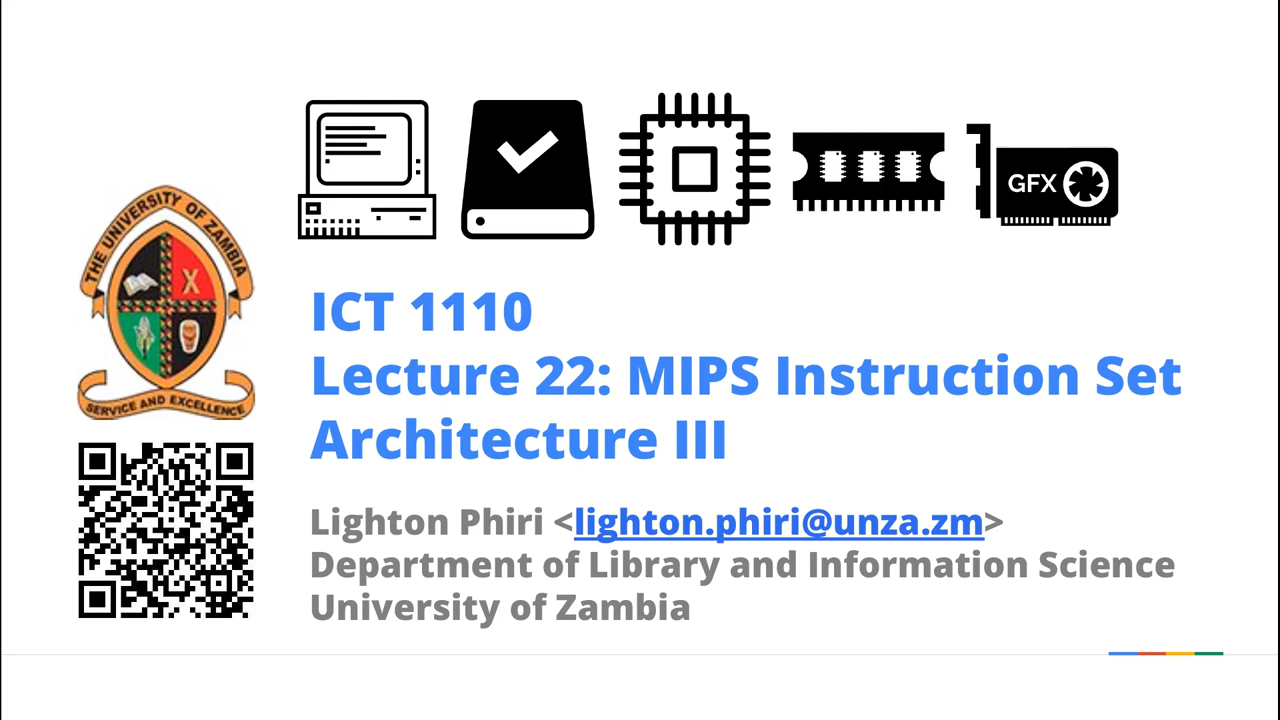 GFX
THE UNIVERSITY OF ZAMBIA
SERVICE AND EXCELLENCE
ICT 1110
Lecture 22: MIPS Instruction Set
Architecture III
Lighton Phiri <lighton.phiri@unza.zm>
Department of Library and Information Science
University of Zambia